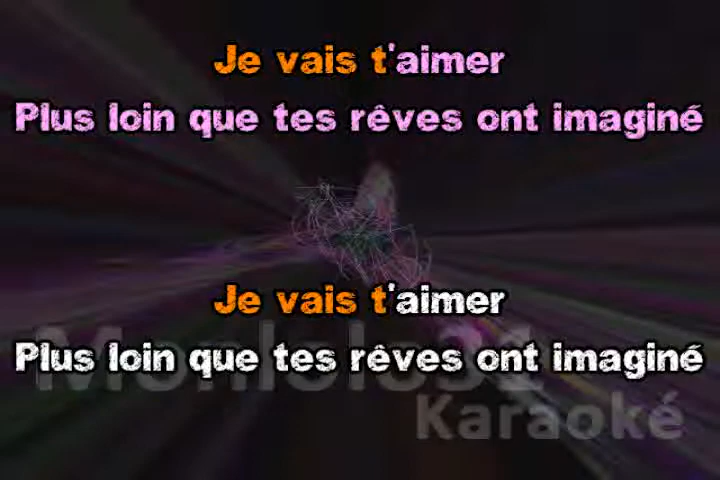 Je vais t'aimer
Plus loin que tes rêves ont imaginé
Je vais t'aimer
Plus loin que tes rêves ont imaginé
Karaoké